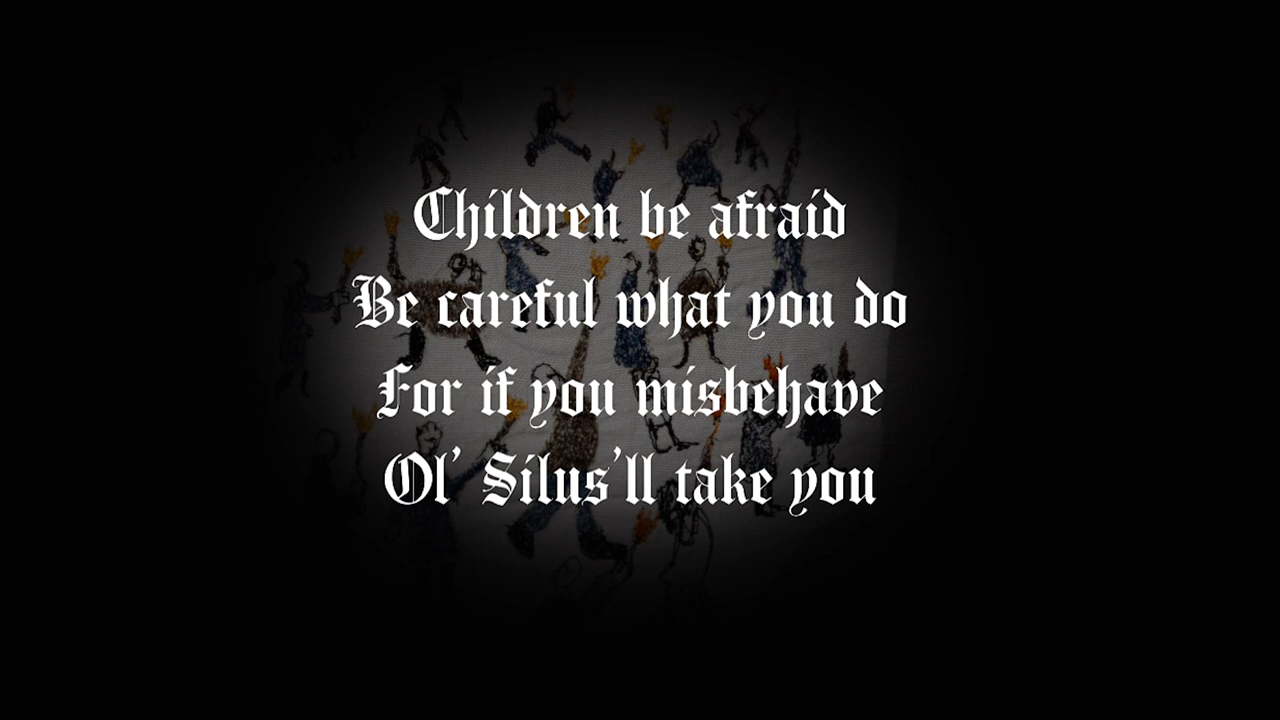 Children be afraid
Be careful what you do
For if you misbehave
Ol' Silus'll take you